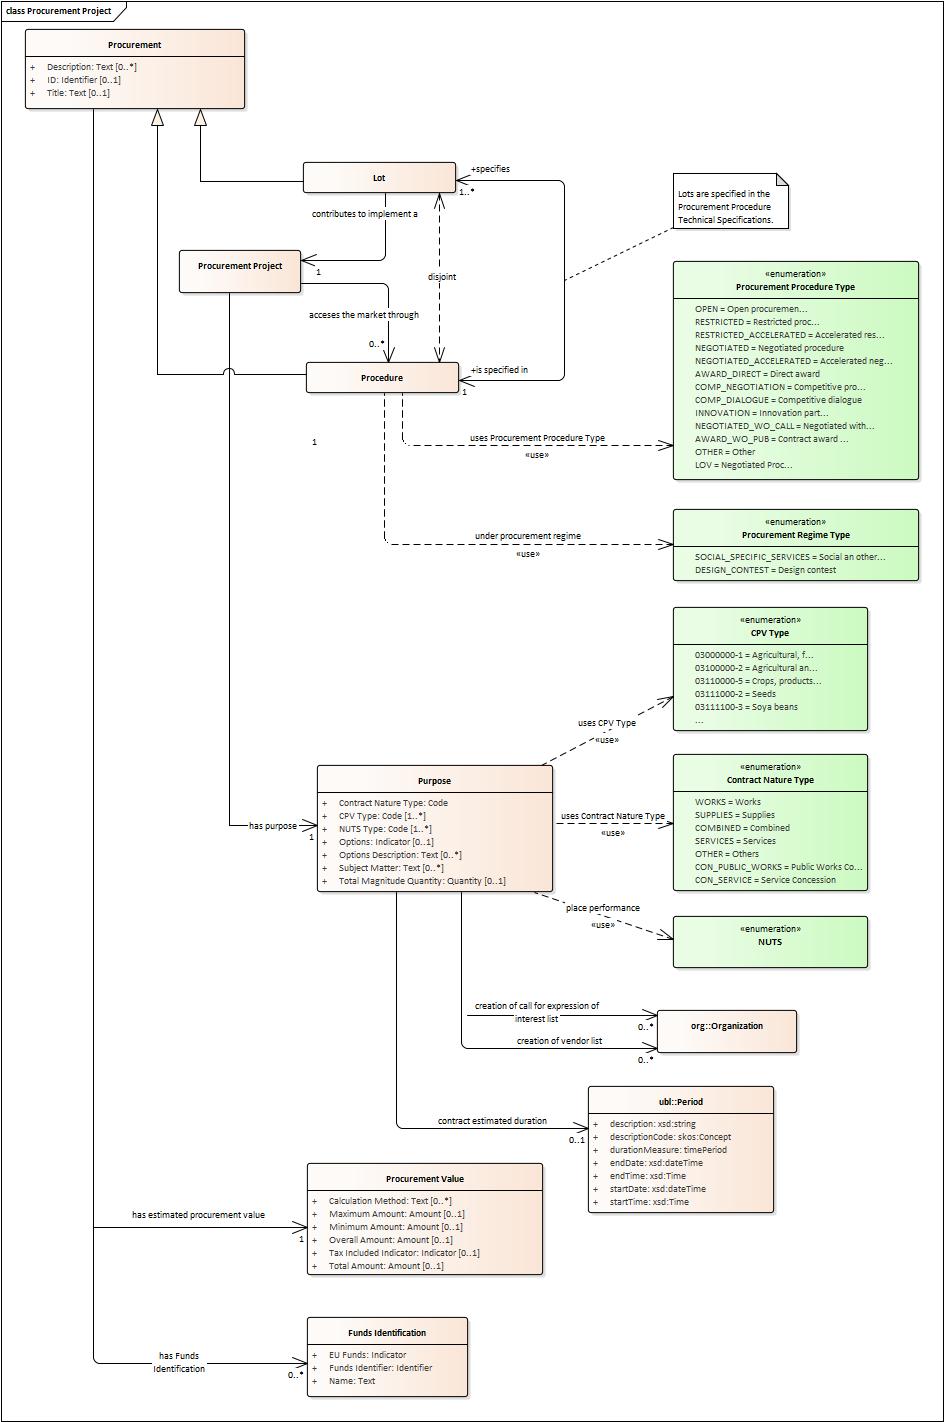 class Procurement Project
Procurement
+ Description: Text [0..*]
+ ID: Identifier [0..1]
+ Title: Text [0..1]
Lot
+specifies
1..*
contributes to implement a
Lots are specified in the
Procurement Procedure
Technical Specifications.
Procurement Project
1
disjoint
acceses the market through
0..*
Procedure
+is specified in
1
«enumeration»
Procurement Procedure Type
OPEN = Open procuremen...
RESTRICTED = Restricted proc...
RESTRICTED_ACCELERATED = Accelerated res...
NEGOTIATED = Negotiated procedure
NEGOTIATED_ACCELERATED = Accelerated neg...
AWARD_DIRECT = Direct award
COMP_NEGOTIATION = Competitive pro...
COMP_DIALOGUE = Competitive dialogue
INNOVATION = Innovation part...
NEGOTIATED_WO_CALL = Negotiated with...
AWARD_WO_PUB = Contract award ...
OTHER = Other
LOV = Negotiated Proc...
1
uses Procurement Procedure Type
«use»
under procurement regime
«use»
«enumeration»
Procurement Regime Type
SOCIAL_SPECIFIC_SERVICES = Social an other...
DESIGN_CONTEST = Design contest
«enumeration»
CPV Type
03000000-1 = Agricultural, f...
03100000-2 = Agricultural an...
03110000-5 = Crops, products...
03111000-2 = Seeds
03111100-3 = Soya beans
...
uses CPV Type
«use»
Purpose
+ Contract Nature Type: Code
+ CPV Type: Code [1..*]
+ NUTS Type: Code [1..*]
+ Options: Indicator [0..1]
+ Options Description: Text [0..*]
+ Subject Matter: Text [0..*]
+ Total Magnitude Quantity: Quantity [0..1]
has purpose
1
uses Contract Nature Type
«use»
«enumeration»
Contract Nature Type
WORKS = Works
SUPPLIES = Supplies
COMBINED = Combined
SERVICES = Services
OTHER = Others
CON_PUBLIC_WORKS = Public Works Co...
CON_SERVICE = Service Concession
place performance
«use»
«enumeration»
NUTS
creation of call for expression of
interest list
0..*
creation of vendor list
0..*
org::Organization
contract estimated duration
0..1
ubl::Period
+ description: xsd:string
+ descriptionCode: skos:Concept
+ durationMeasure: timePeriod
+ endDate: xsd:dateTime
+ endTime: xsd:Time
+ startDate: xsd:dateTime
+ startTime: xsd:Time
has estimated procurement value
1
Procurement Value
+ Calculation Method: Text [0..*]
+ Maximum Amount: Amount [0..1]
+ Minimum Amount: Amount [0..1]
+ Overall Amount: Amount [0..1]
+ Tax Included Indicator: Indicator [0..1]
+ Total Amount: Amount [0..1]
has Funds
Identification
0..*
Funds Identification
+ EU Funds: Indicator
+ Funds Identifier: Identifier
+ Name: Text